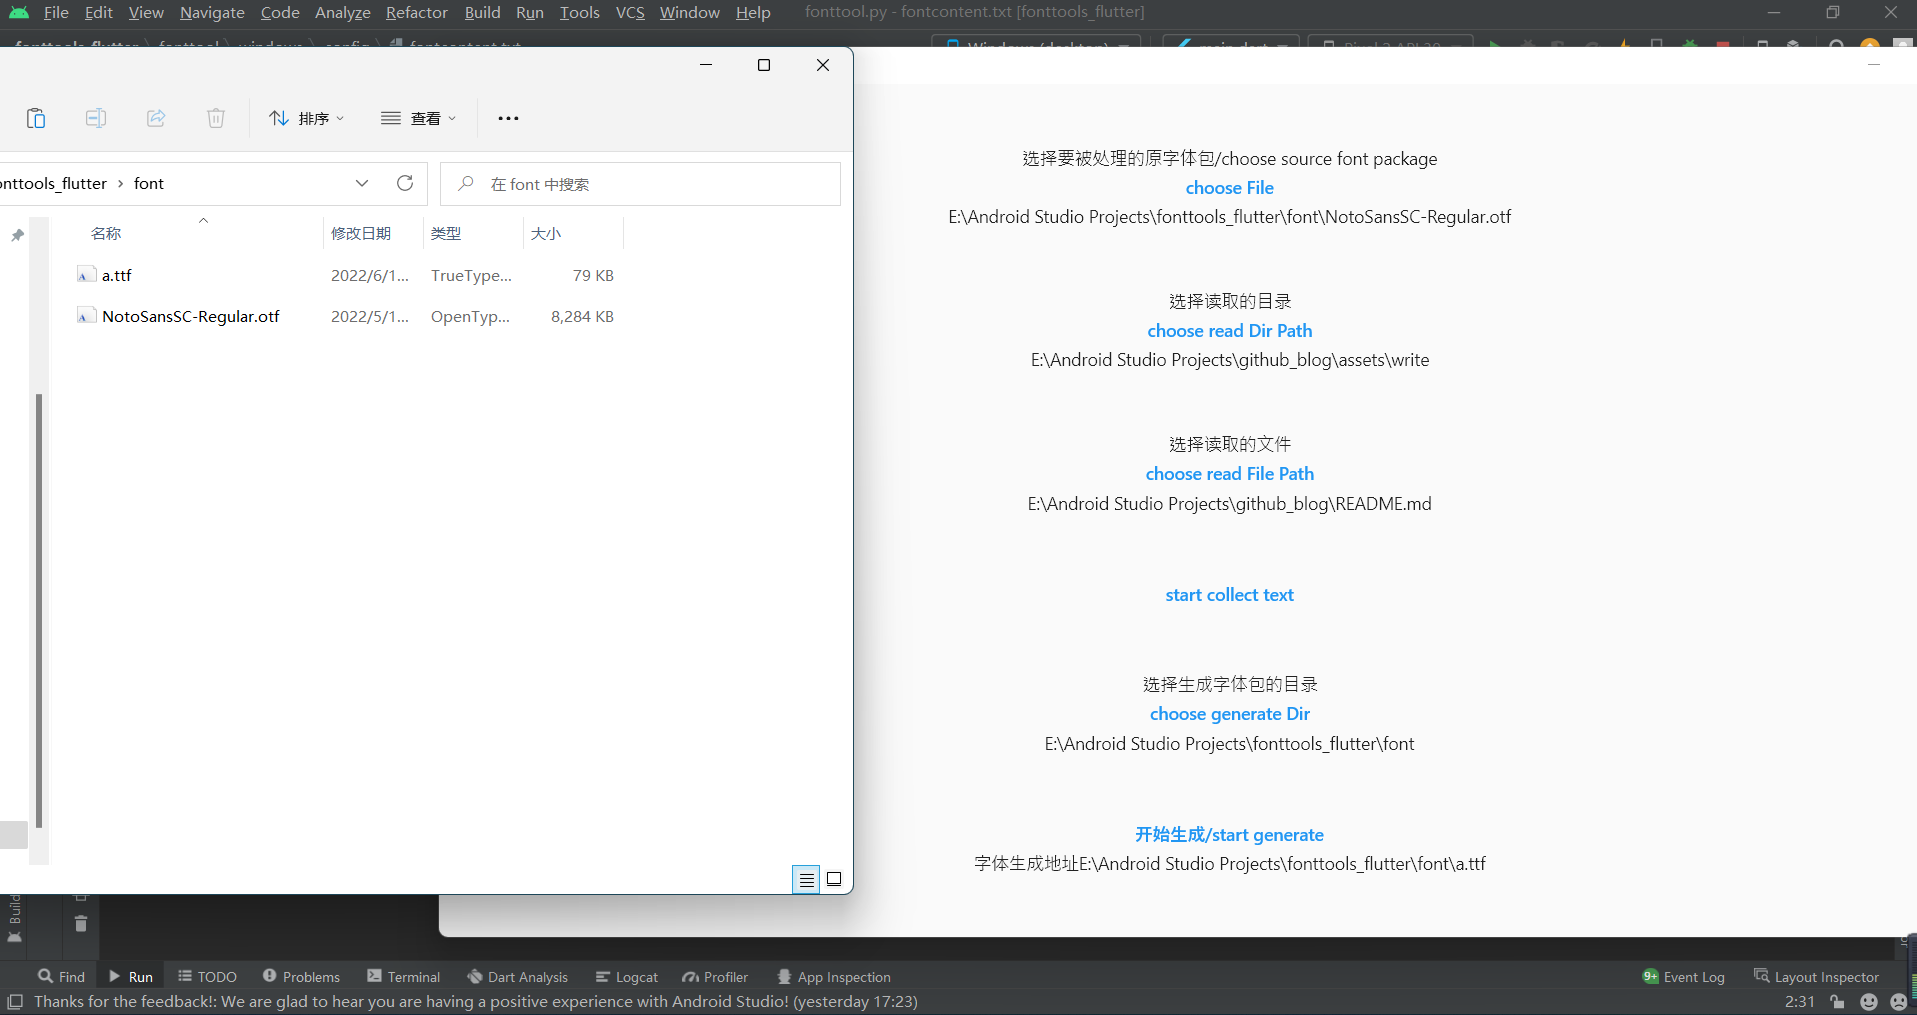 File Edit View Navigate Code Analyze Refactor Build Run Tools VCS Window Help fonttool.py - fontcontent.txt [fonttools_flutter]
排序 查看
onttools_flutter > font
在 font 中搜索
名称 修改日期 类型 大小
a.ttf 2022/6/1... TrueType... 79 KB
NotoSansSC-Regular.otf 2022/5/1... OpenTyp... 8,284 KB
选择要被处理的原字体包/choose source font package
choose File
E:\Android Studio Projects\fonttools_flutter\font\NotoSansSC-Regular.otf
选择读取的目录
choose read Dir Path
E:\Android Studio Projects\github_blog\assets\write
选择读取的文件
choose read File Path
E:\Android Studio Projects\github_blog\README.md
start collect text
选择生成字体包的目录
choose generate Dir
E:\Android Studio Projects\fonttools_flutter\font
开始生成/start generate
字体生成地址E:\Android Studio Projects\fonttools_flutter\font\a.ttf
Build
Find Run TODO Problems Terminal Dart Analysis Logcat Profiler App Inspection 9+ Event Log Layout Inspector
Thanks for the feedback!: We are glad to hear you are having a positive experience with Android Studio! (yesterday 17:23) 2:31